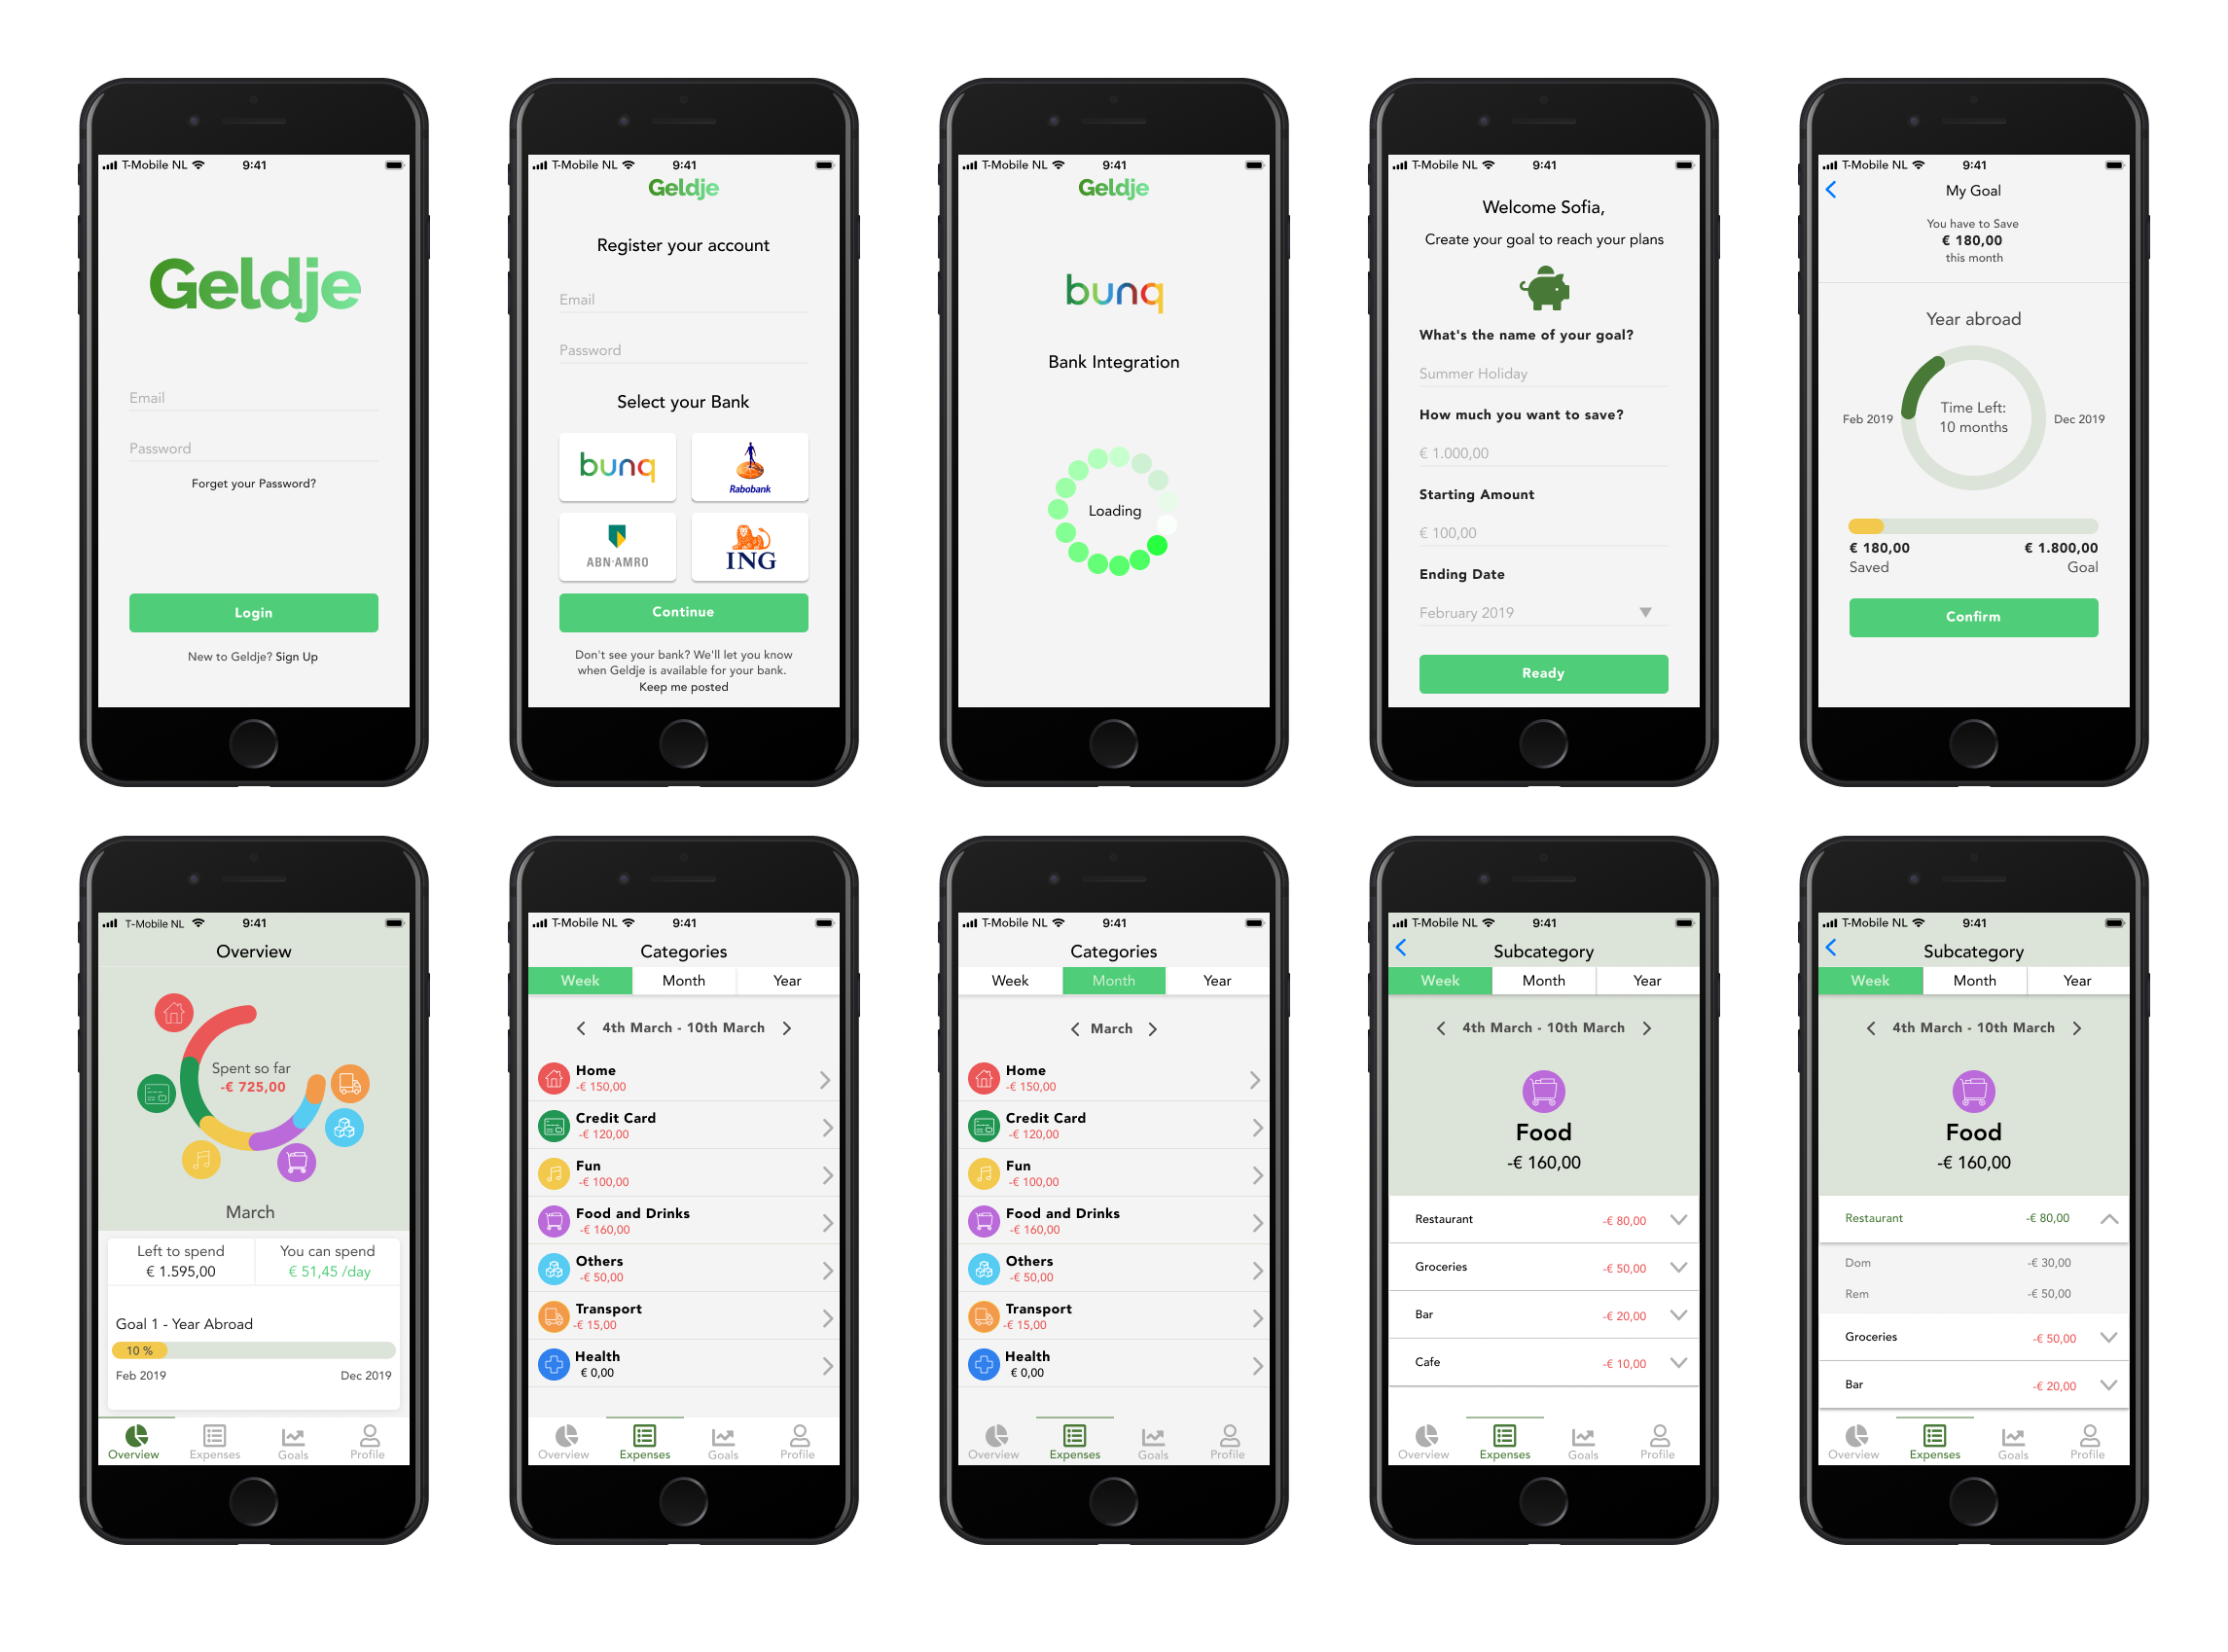 T-Mobile NL 9:41
Geldje
Email
Password
Forget your Password?
Login
New to Geldje? Sign Up
T-Mobile NL 9:41
Geldje
Register your account
Email
Password
Select your Bank
bunq
Rabobank
ABN·AMRO
ING
Continue
Don't see your bank? We'll let you know
when Geldje is available for your bank.
Keep me posted
T-Mobile NL 9:41
Geldje
bunq
Bank Integration
Loading
T-Mobile NL 9:41
Welcome Sofia,
Create your goal to reach your plans
What's the name of your goal?
Summer Holiday
How much you want to save?
€ 1.000,00
Starting Amount
€ 100,00
Ending Date
February 2019
Ready
T-Mobile NL 9:41
My Goal
You have to Save
€ 180,00
this month
Year abroad
Feb 2019
Time Left:
10 months
Dec 2019
€ 180,00 € 1.800,00
Saved Goal
Confirm
T-Mobile NL 9:41
Overview
Spent so far
-€ 725,00
March
Left to spend You can spend
€ 1.595,00 € 51,45 /day
Goal 1 - Year Abroad
10 %
Feb 2019 Dec 2019
Overview Expenses Goals Profile
T-Mobile NL 9:41
Categories
Week Month Year
4th March - 10th March
Home
-€ 150,00
Credit Card
-€ 120,00
Fun
-€ 100,00
Food and Drinks
-€ 160,00
Others
-€ 50,00
Transport
-€ 15,00
Health
€ 0,00
Overview Expenses Goals Profile
T-Mobile NL 9:41
Categories
Week Month Year
March
Home
-€ 150,00
Credit Card
-€ 120,00
Fun
-€ 100,00
Food and Drinks
-€ 160,00
Others
-€ 50,00
Transport
-€ 15,00
Health
€ 0,00
Overview Expenses Goals Profile
T-Mobile NL 9:41
Subcategory
Week Month Year
4th March - 10th March
Food
-€ 160,00
Restaurant -€ 80,00
Groceries -€ 50,00
Bar -€ 20,00
Cafe -€ 10,00
Overview Expenses Goals Profile
T-Mobile NL 9:41
Subcategory
Week Month Year
4th March - 10th March
Food
-€ 160,00
Restaurant -€ 80,00
Dom -€ 30,00
Rem -€ 50,00
Groceries -€ 50,00
Bar -€ 20,00
Overview Expenses Goals Profile